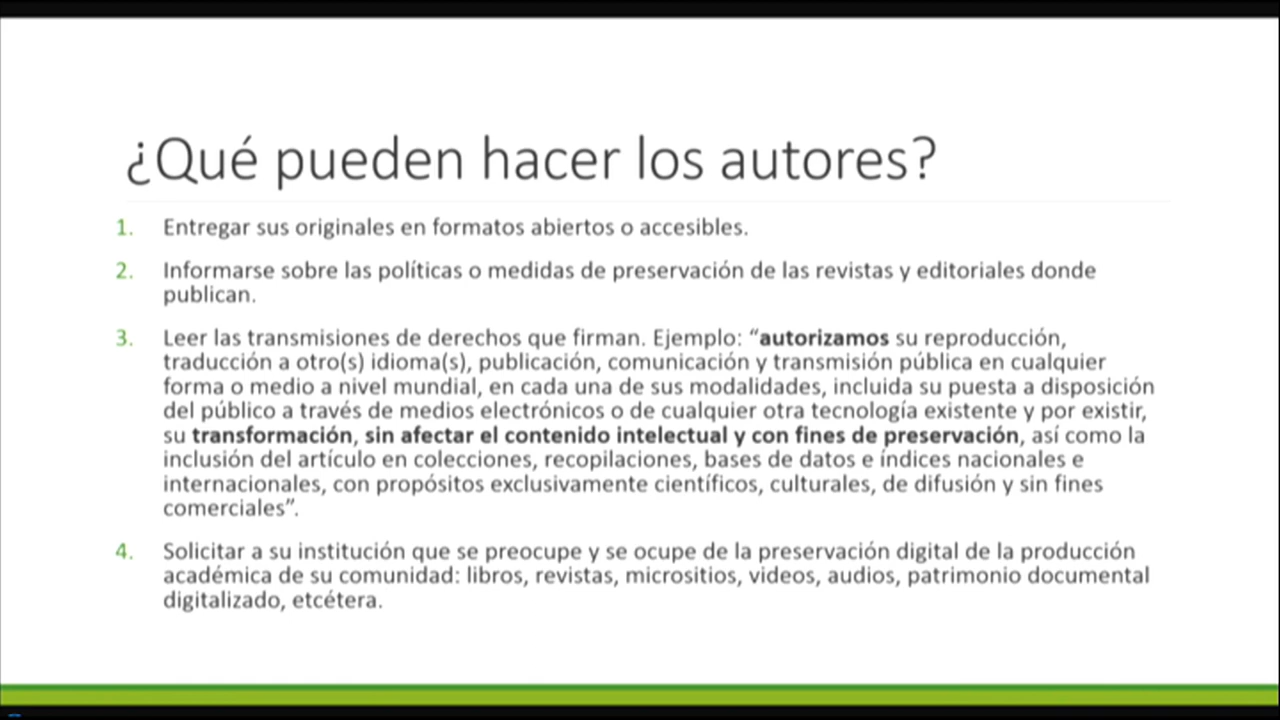 ¿Qué pueden hacer los autores?
1. Entregar sus originales en formatos abiertos o accesibles.
2. Informarse sobre las políticas o medidas de preservación de las revistas y editoriales donde
publican.
3. Leer las transmisiones de derechos que firman. Ejemplo: “autorizamos su reproducción,
traducción a otro(s) idioma(s), publicación, comunicación y transmisión pública en cualquier
forma o medio a nivel mundial, en cada una de sus modalidades, incluida su puesta a disposición
del público a través de medios electrónicos o de cualquier otra tecnología existente y por existir,
su transformación, sin afectar el contenido intelectual y con fines de preservación, así como la
inclusión del artículo en colecciones, recopilaciones, bases de datos e índices nacionales e
internacionales, con propósitos exclusivamente científicos, culturales, de difusión y sin fines
comerciales”.
4. Solicitar a su institución que se preocupe y se ocupe de la preservación digital de la producción
académica de su comunidad: libros, revistas, micrositios, videos, audios, patrimonio documental
digitalizado, etcétera.